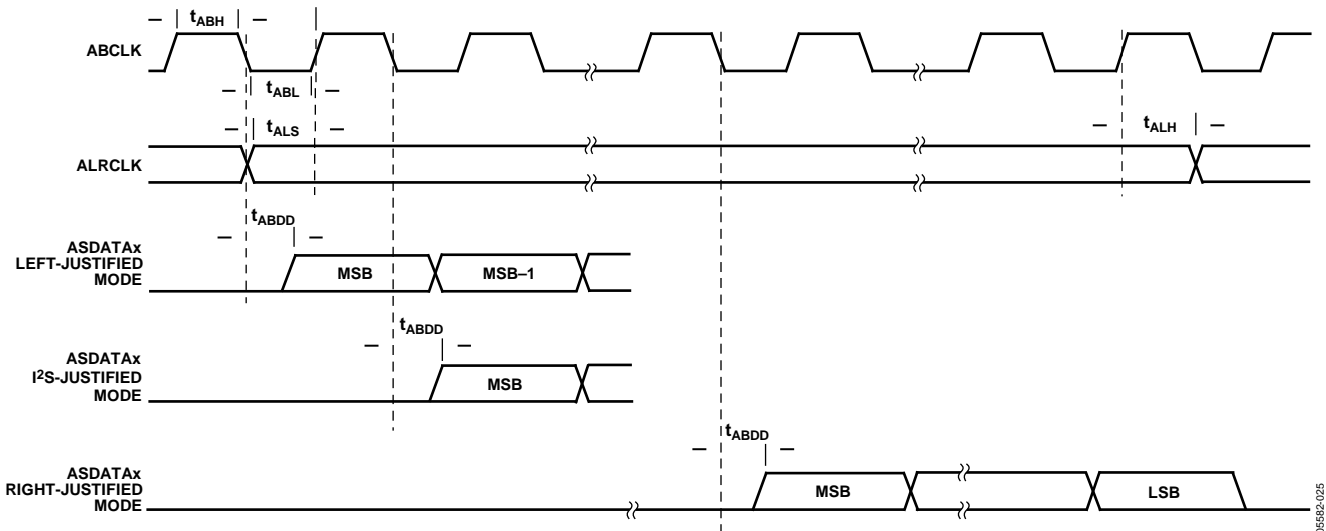 tABH
ABCLK
tABL
tALS
tALH
ALRCLK
tABDD
ASDATAx
LEFT-JUSTIFIED
MODE
MSB
MSB–1
tABDD
ASDATAx
I²S-JUSTIFIED
MODE
MSB
tABDD
ASDATAx
RIGHT-JUSTIFIED
MODE
MSB
LSB
05582-025